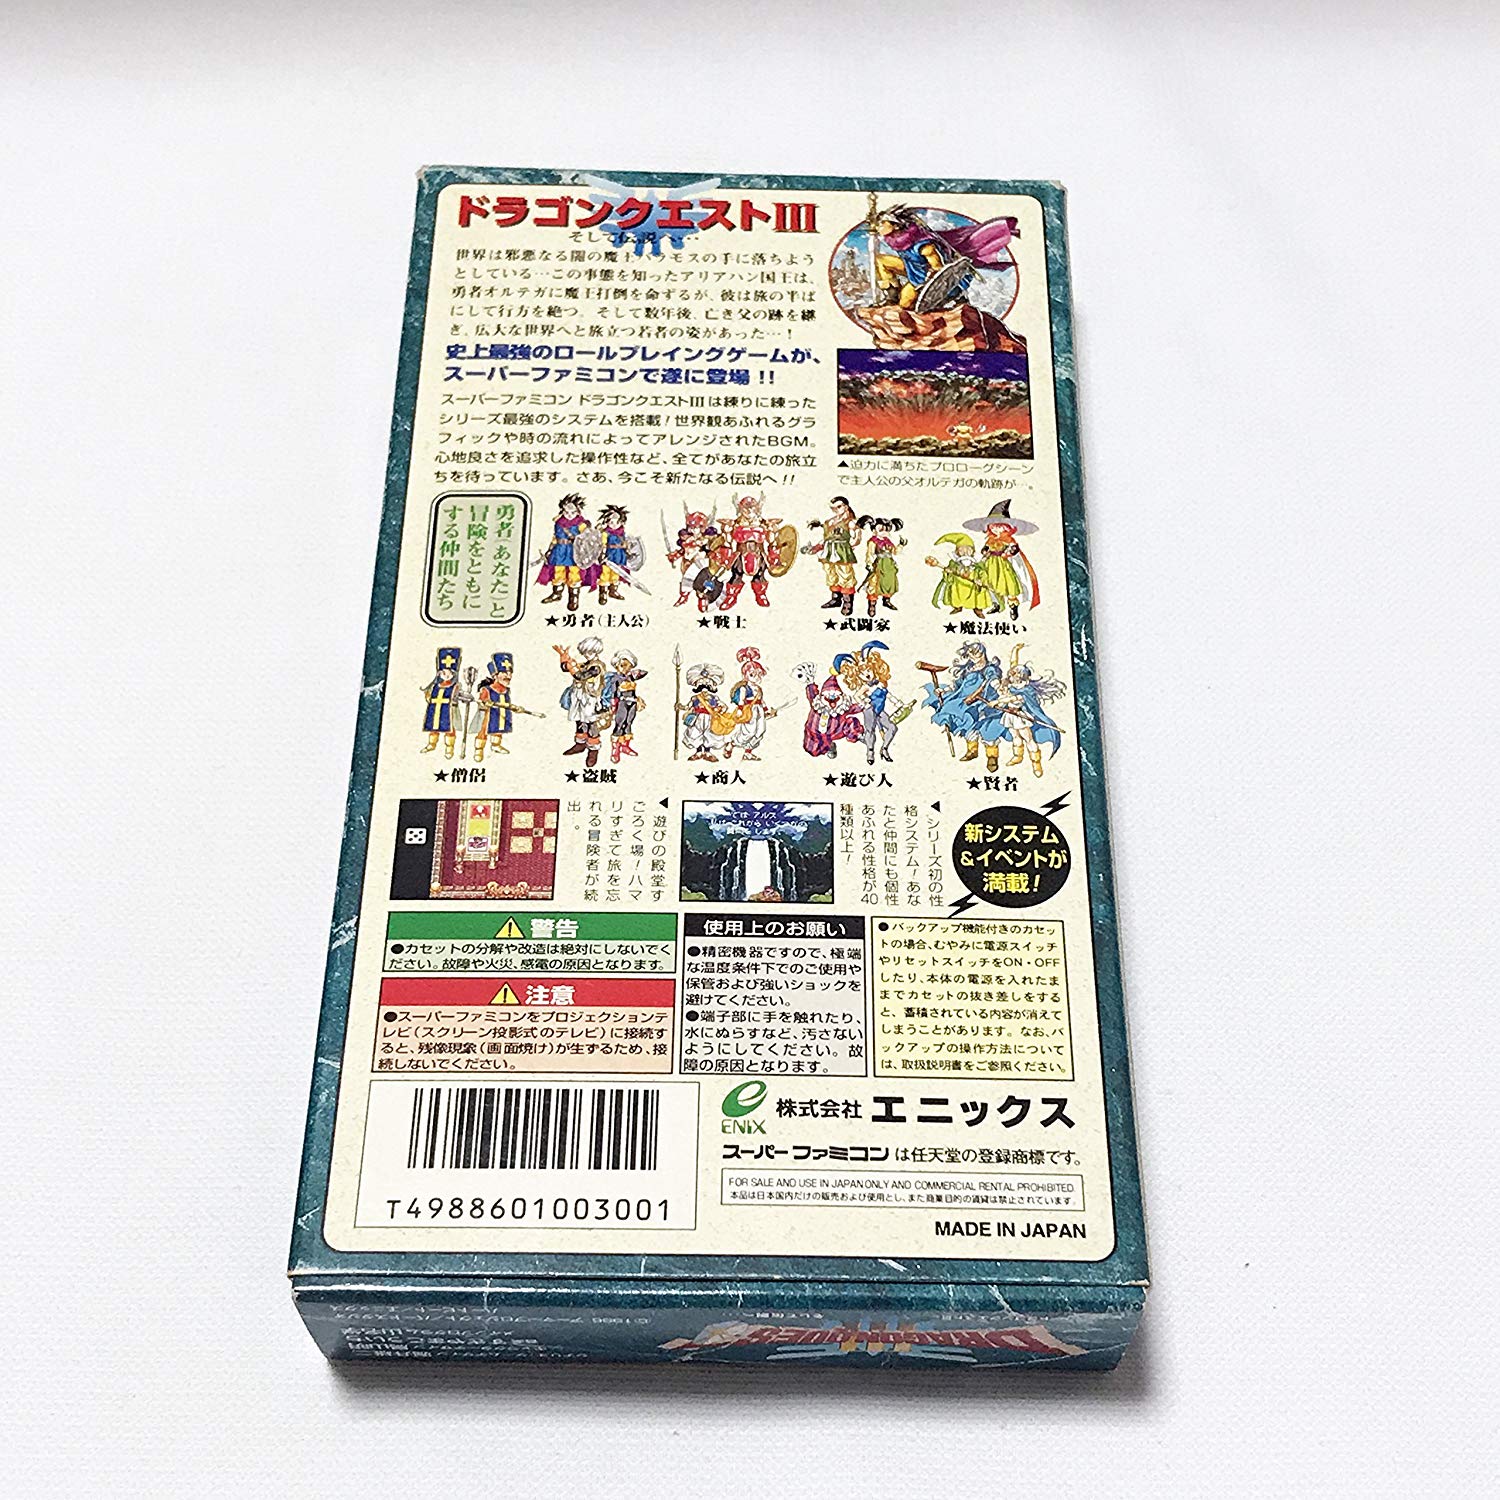 ドラゴンクエストIII
そして伝説へ…
世界は邪悪なる闇の魔王バラモスの手に落ちよう
としている…この事態を知ったアリアハン国王は、
勇者オルテガに魔王打倒を命ずるが、彼は旅の半ば
にして行方を絶つ。そして数年後、亡き父の跡を継
ぎ、広大な世界へと旅立つ若者の姿があった…！
史上最強のロールプレイングゲームが、
スーパーファミコンで遂に登場！！
スーパーファミコン ドラゴンクエストIIIは練りに練った
シリーズ最強のシステムを搭載！世界観あふれるグラ
フィックや時の流れによってアレンジされたBGM。
心地良さを追求した操作性など、全てがあなたの旅立
ちを待っています。さあ、今こそ新たなる伝説へ！！
▲迫力に満ちたプロローグシーン
で主人公の父オルテガの軌跡が…。
勇者（あなた）と
冒険をともに
する仲間たち
★勇者（主人公）
★戦士
★武闘家
★魔法使い
★僧侶
★盗賊
★商人
★遊び人
★賢者
◀遊びの殿堂す
ごろく場！ハマ
リすぎて旅を忘
れる冒険者が続
出。
では アルス
◀シリーズ初の性
格システム！あな
たと仲間にも個性
あふれる性格が40
種類以上！
新システム
&イベントが
満載！
警告
●カセットの分解や改造は絶対にしないでく
ださい。故障や火災、感電の原因となります。
注意
●スーパーファミコンをプロジェクションテ
レビ（スクリーン投影式のテレビ）に接続す
ると、残像現象（画面焼け）が生ずるため、接
続しないでください。
使用上のお願い
●精密機器ですので、極端
な温度条件下でのご使用や
保管および強いショックを
避けてください。
●端子部に手を触れたり、
水にぬらすなど、汚さない
ようにしてください。故
障の原因となります。
●バックアップ機能付きのカセッ
トの場合、むやみに電源スイッチ
やリセットスイッチをON・OFF
したり、本体の電源を入れたま
までカセットの抜き差しをする
と、蓄積されている内容が消えて
しまうことがあります。なお、バ
ックアップの操作方法について
は、取扱説明書をご参照ください。
T4988601003001
ENIX
株式会社 エニックス
スーパーファミコンは任天堂の登録商標です。
FOR SALE AND USE IN JAPAN ONLY AND COMMERCIAL RENTAL PROHIBITED.
本品は日本国内だけの販売および使用とし、また商業目的の賃貸は禁止されています。
MADE IN JAPAN
DRAGON QUEST